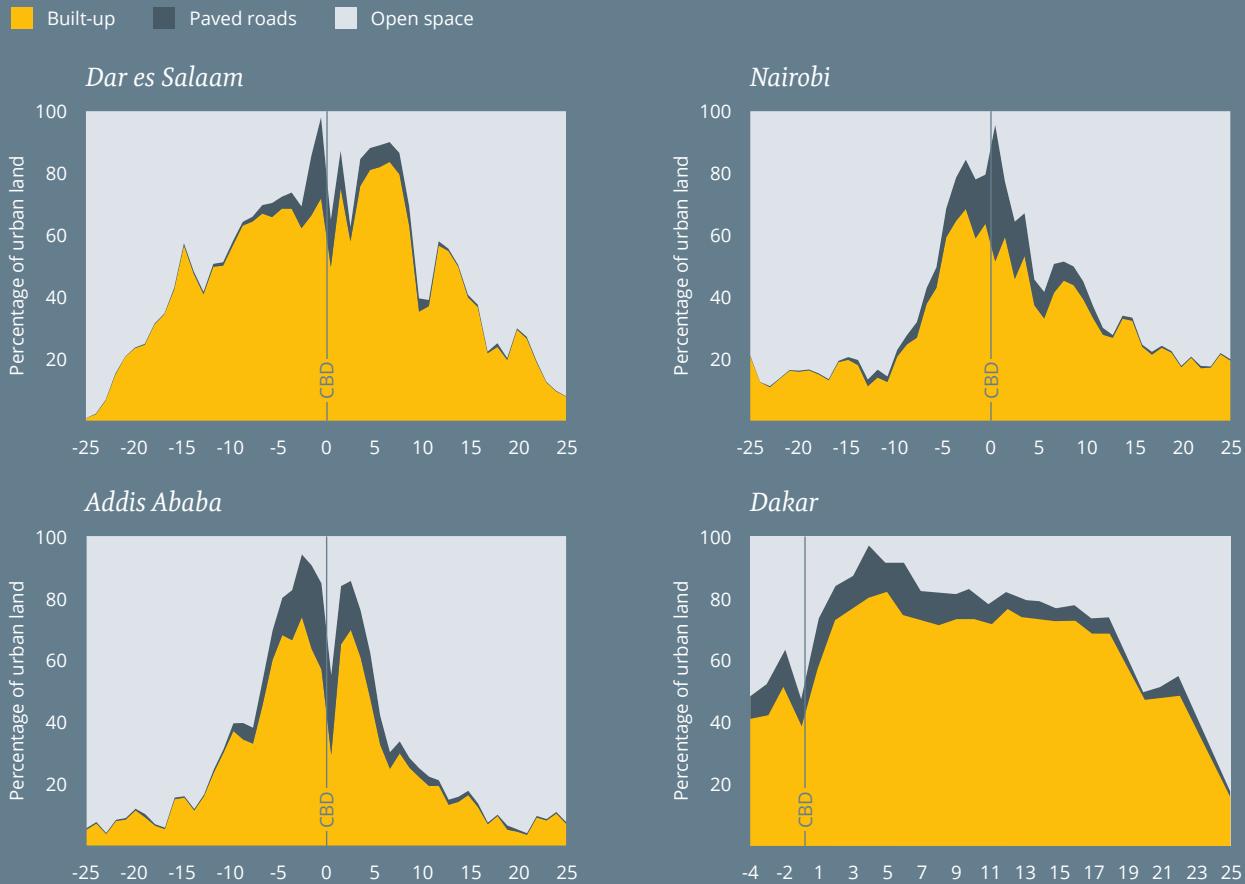 Built-up Paved roads Open space
Dar es Salaam
Percentage of urban land
100
80
60
40
20
CBD
-25 -20 -15 -10 -5 0 5 10 15 20 25
Nairobi
Percentage of urban land
100
80
60
40
20
CBD
-25 -20 -15 -10 -5 0 5 10 15 20 25
Addis Ababa
Percentage of urban land
100
80
60
40
20
CBD
-25 -20 -15 -10 -5 0 5 10 15 20 25
Dakar
Percentage of urban land
100
80
60
40
20
CBD
-4 -2 1 3 5 7 9 11 13 15 17 19 21 25